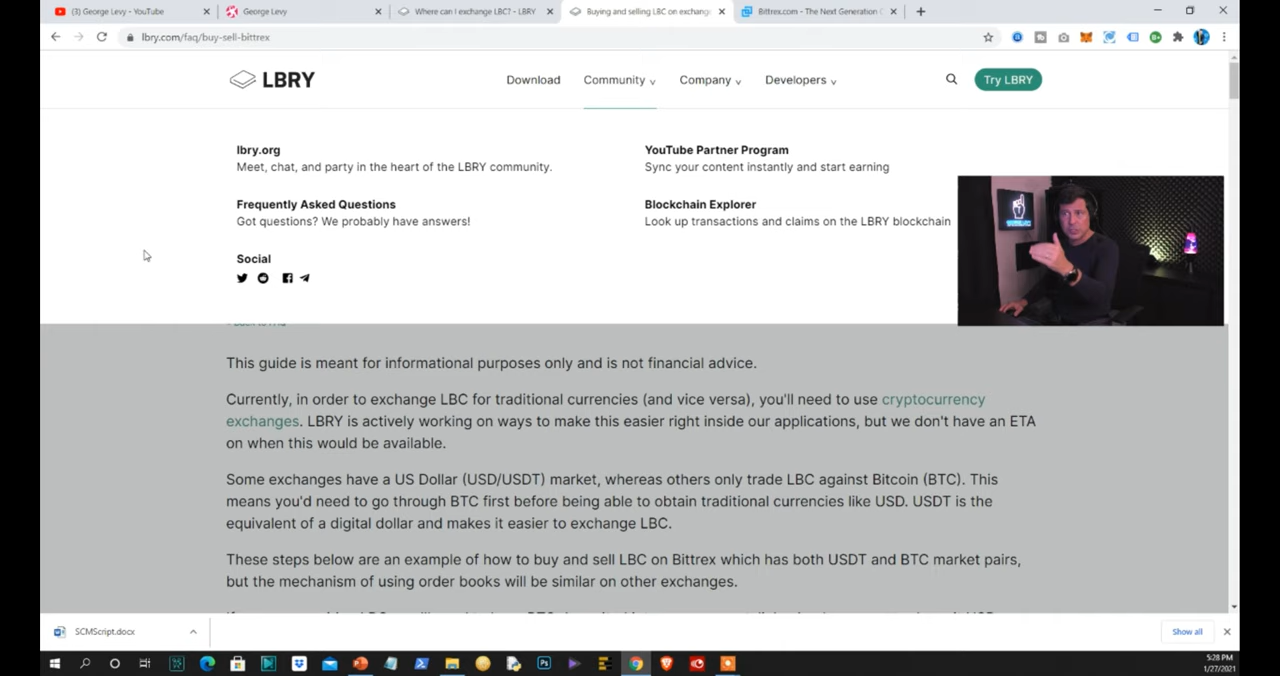 (3) George Levy - YouTube
George Levy
Where can I exchange LBC? - LBRY
Buying and selling LBC on exchang
Bittrex.com - The Next Generation
lbry.com/faq/buy-sell-bittrex
LBRY
Download
Community
Company
Developers
Try LBRY
lbry.org
Meet, chat, and party in the heart of the LBRY community.
YouTube Partner Program
Sync your content instantly and start earning
Frequently Asked Questions
Got questions? We probably have answers!
Blockchain Explorer
Look up transactions and claims on the LBRY blockchain
Social
This guide is meant for informational purposes only and is not financial advice.
Currently, in order to exchange LBC for traditional currencies (and vice versa), you'll need to use cryptocurrency
exchanges. LBRY is actively working on ways to make this easier right inside our applications, but we don't have an ETA
on when this would be available.
Some exchanges have a US Dollar (USD/USDT) market, whereas others only trade LBC against Bitcoin (BTC). This
means you'd need to go through BTC first before being able to obtain traditional currencies like USD. USDT is the
equivalent of a digital dollar and makes it easier to exchange LBC.
These steps below are an example of how to buy and sell LBC on Bittrex which has both USDT and BTC market pairs,
but the mechanism of using order books will be similar on other exchanges.
SCMScript.docx
Show all
5:28 PM
1/27/2021